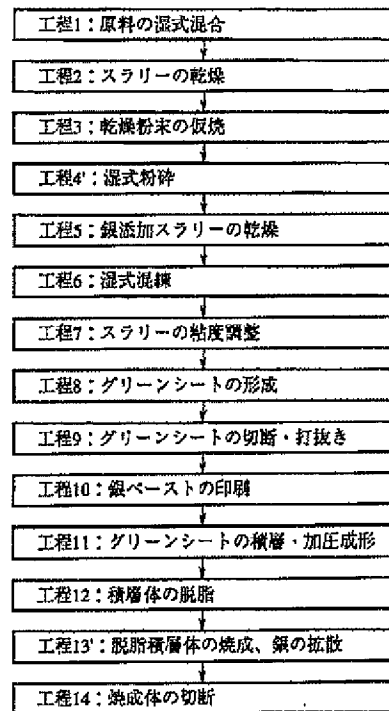 工程1：原料の湿式混合
工程2：スラリーの乾燥
工程3：乾燥粉末の仮焼
工程4'：湿式粉砕
工程5：銀添加スラリーの乾燥
工程6：湿式混練
工程7：スラリーの粘度調整
工程8：グリーンシートの形成
工程9：グリーンシートの切断・打抜き
工程10：銀ペーストの印刷
工程11：グリーンシートの積層・加圧成形
工程12：積層体の脱脂
工程13'：脱脂積層体の焼成、銀の拡散
工程14：焼成体の切断